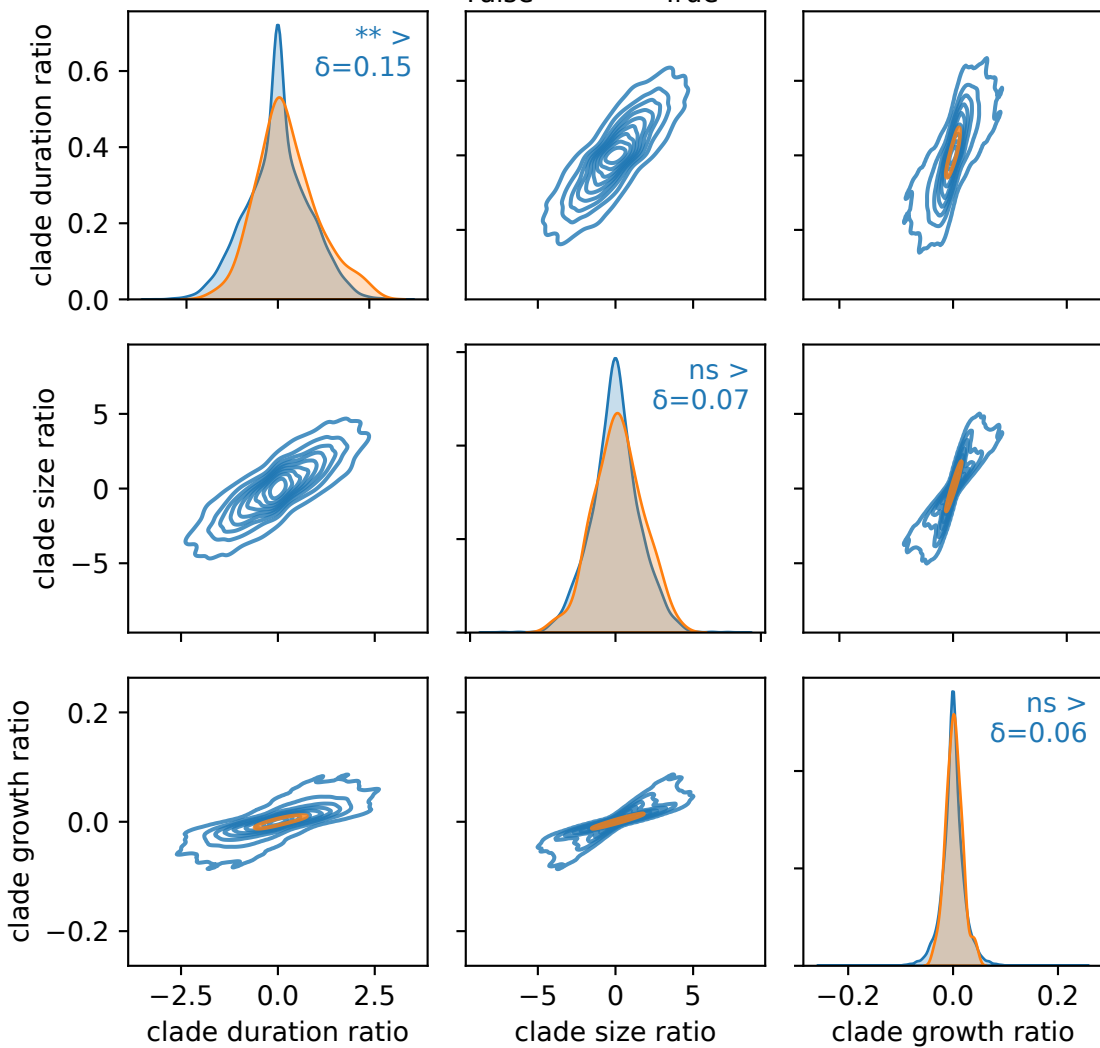 clade duration ratio
0.6
0.4
0.2
0.0
** >
δ=0.15
clade size ratio
5
0
−5
ns >
δ=0.07
clade growth ratio
0.2
0.0
−0.2
ns >
δ=0.06
−2.5 0.0 2.5
−5 0 5
−0.2 0.0 0.2
clade duration ratio
clade size ratio
clade growth ratio